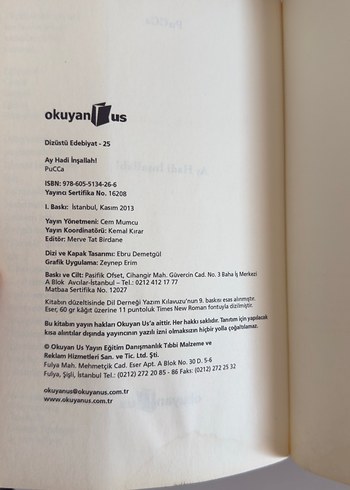 okuyan us
Dizüstü Edebiyat - 25
Ay Hadi İnşallah!
PuCCa
ISBN: 978-605-5134-26-6
Yayıncı Sertifika No. 16208
I. Baskı: İstanbul, Kasım 2013
Yayın Yönetmeni: Cem Mumcu
Yayın Koordinatörü: Kemal Kırar
Editör: Merve Tat Birdane
Dizi ve Kapak Tasarımı: Ebru Demetgül
Grafik Uygulama: Zeynep Erim
Baskı ve Cilt: Pasifik Ofset, Cihangir Mah. Güvercin Cad. No. 3 Baha İş Merkezi
A Blok Avcılar-İstanbul – Tel.: 0212 412 17 77
Matbaa Sertifika No. 12027
Kitabın düzeltisinde Dil Derneği Yazım Kılavuzu'nun 9. baskısı esas alınmıştır.
Eser, 60 gr kâğıt üzerine 11 puntoluk Times New Roman fontuyla dizilmiştir.
Bu kitabın yayın hakları Okuyan Us'a aittir. Her hakkı saklıdır. Tanıtım için yapılacak
kısa alıntılar dışında yayıncının yazılı izni olmaksızın hiçbir yolla çoğaltılamaz.
© Okuyan Us Yayın Eğitim Danışmanlık Tıbbi Malzeme ve
Reklam Hizmetleri San. ve Tic. Ltd. Şti.
Fulya Mah. Mehmetçik Cad. Eser Apt. A Blok No. 30 D. 5-6
Fulya, Şişli, İstanbul Tel.: (0212) 272 20 85 - 86 Faks: (0212) 272 25 32
okuyanus@okuyanus.com.tr
www.okuyanus.com.tr